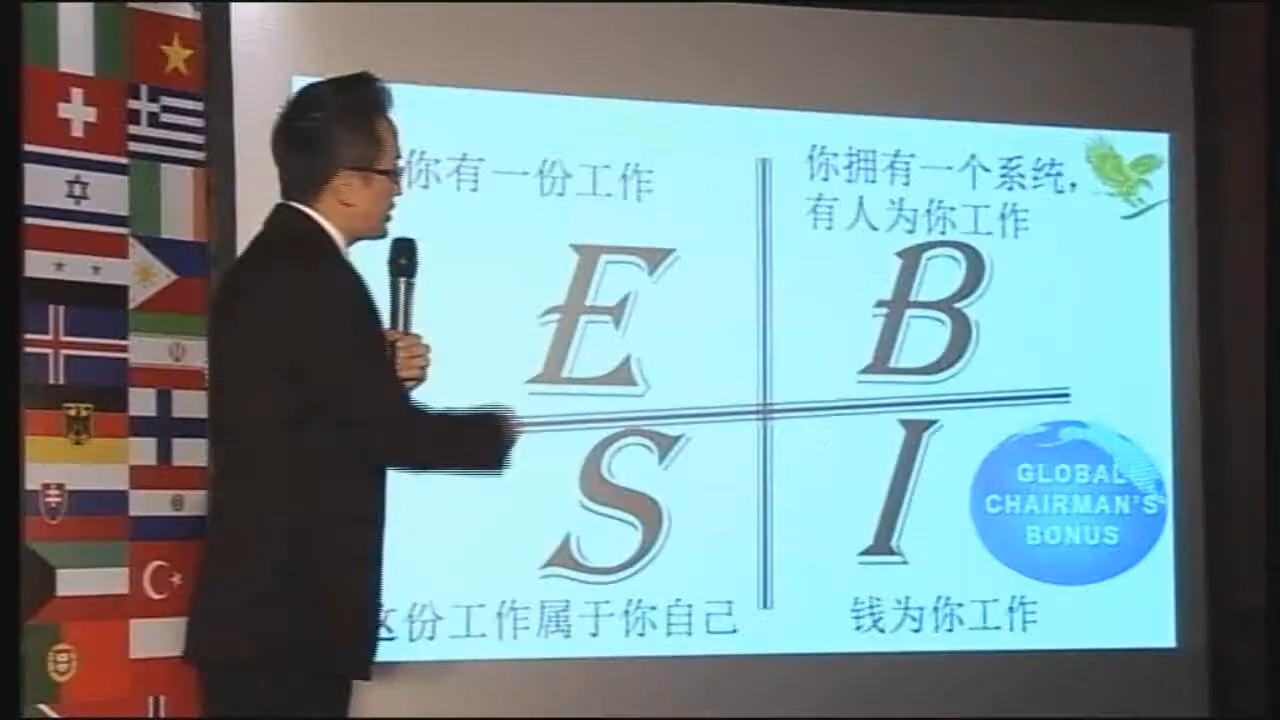 你有一份工作
你拥有一个系统，
有人为你工作
E
B
S
I
GLOBAL
CHAIRMAN'S
BONUS
这份工作属于你自己
钱为你工作